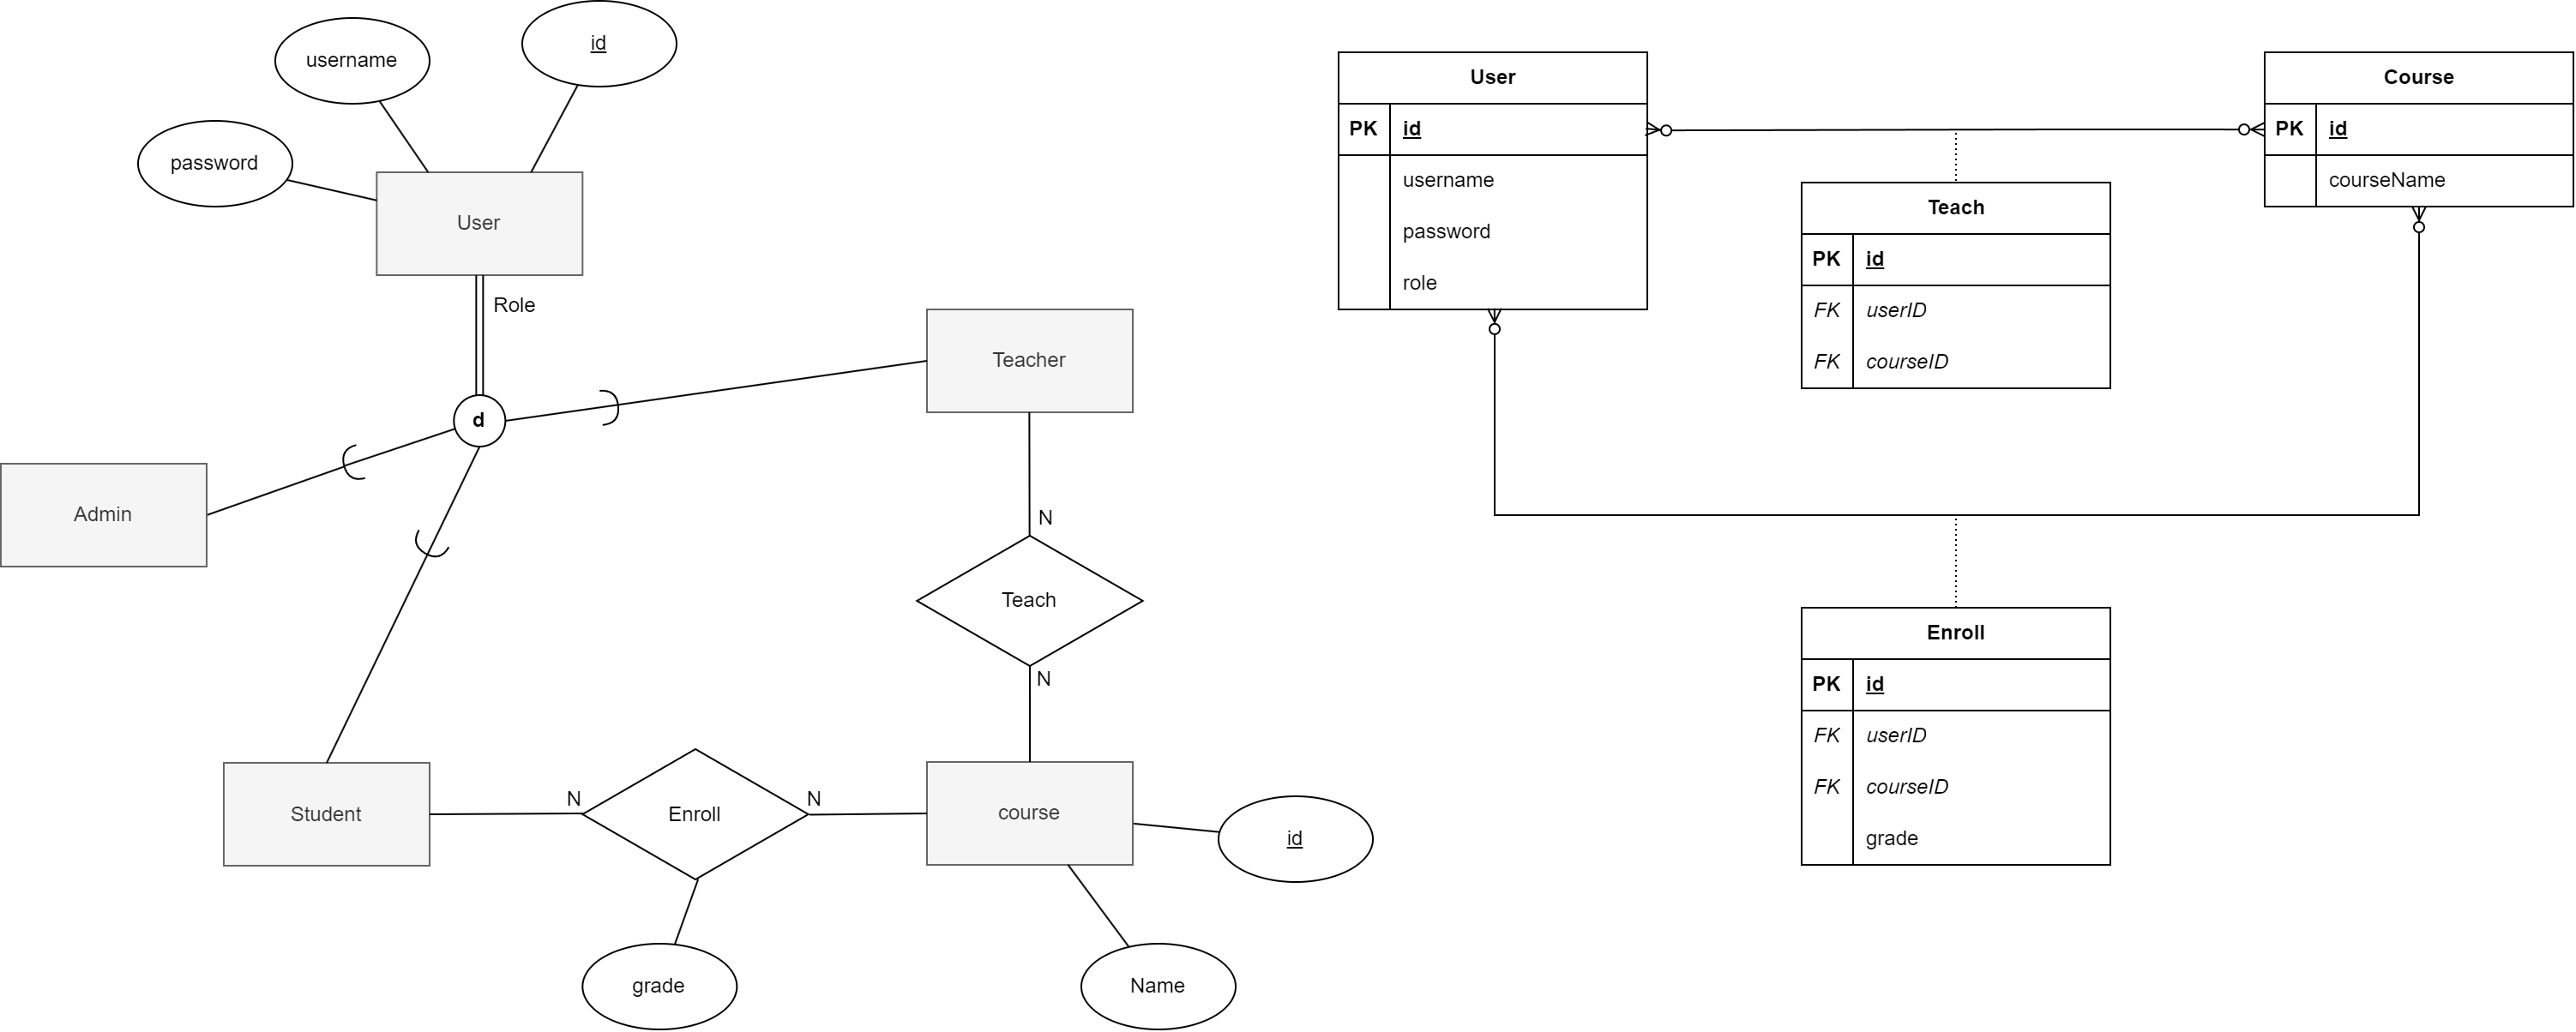 username
id
password
User
Role
d
Teacher
Admin
N
Teach
N
Student
N
Enroll
N
course
id
grade
Name
User
PK id
username
password
role
Course
PK id
courseName
Teach
PK id
FK userID
FK courseID
Enroll
PK id
FK userID
FK courseID
grade